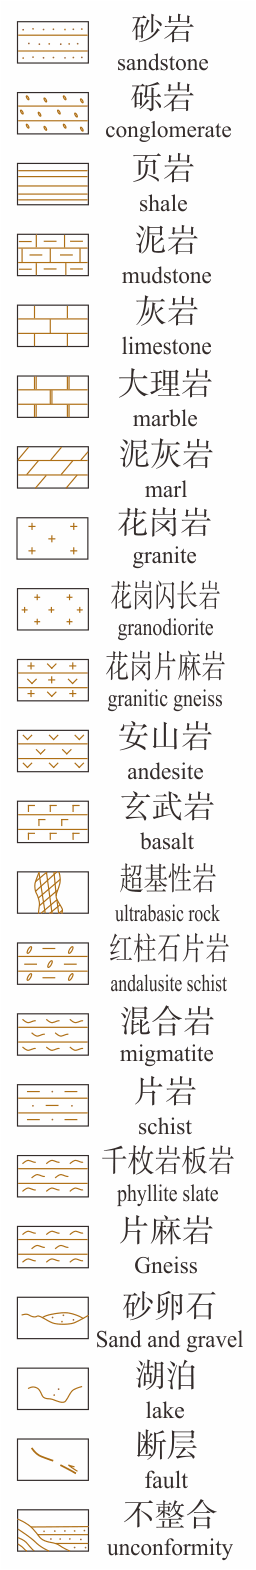 砂岩
sandstone
砾岩
conglomerate
页岩
shale
泥岩
mudstone
灰岩
limestone
大理岩
marble
泥灰岩
marl
花岗岩
granite
花岗闪长岩
granodiorite
花岗片麻岩
granitic gneiss
安山岩
andesite
玄武岩
basalt
超基性岩
ultrabasic rock
红柱石片岩
andalusite schist
混合岩
migmatite
片岩
schist
千枚岩板岩
phyllite slate
片麻岩
Gneiss
砂卵石
Sand and gravel
湖泊
lake
断层
fault
不整合
unconformity